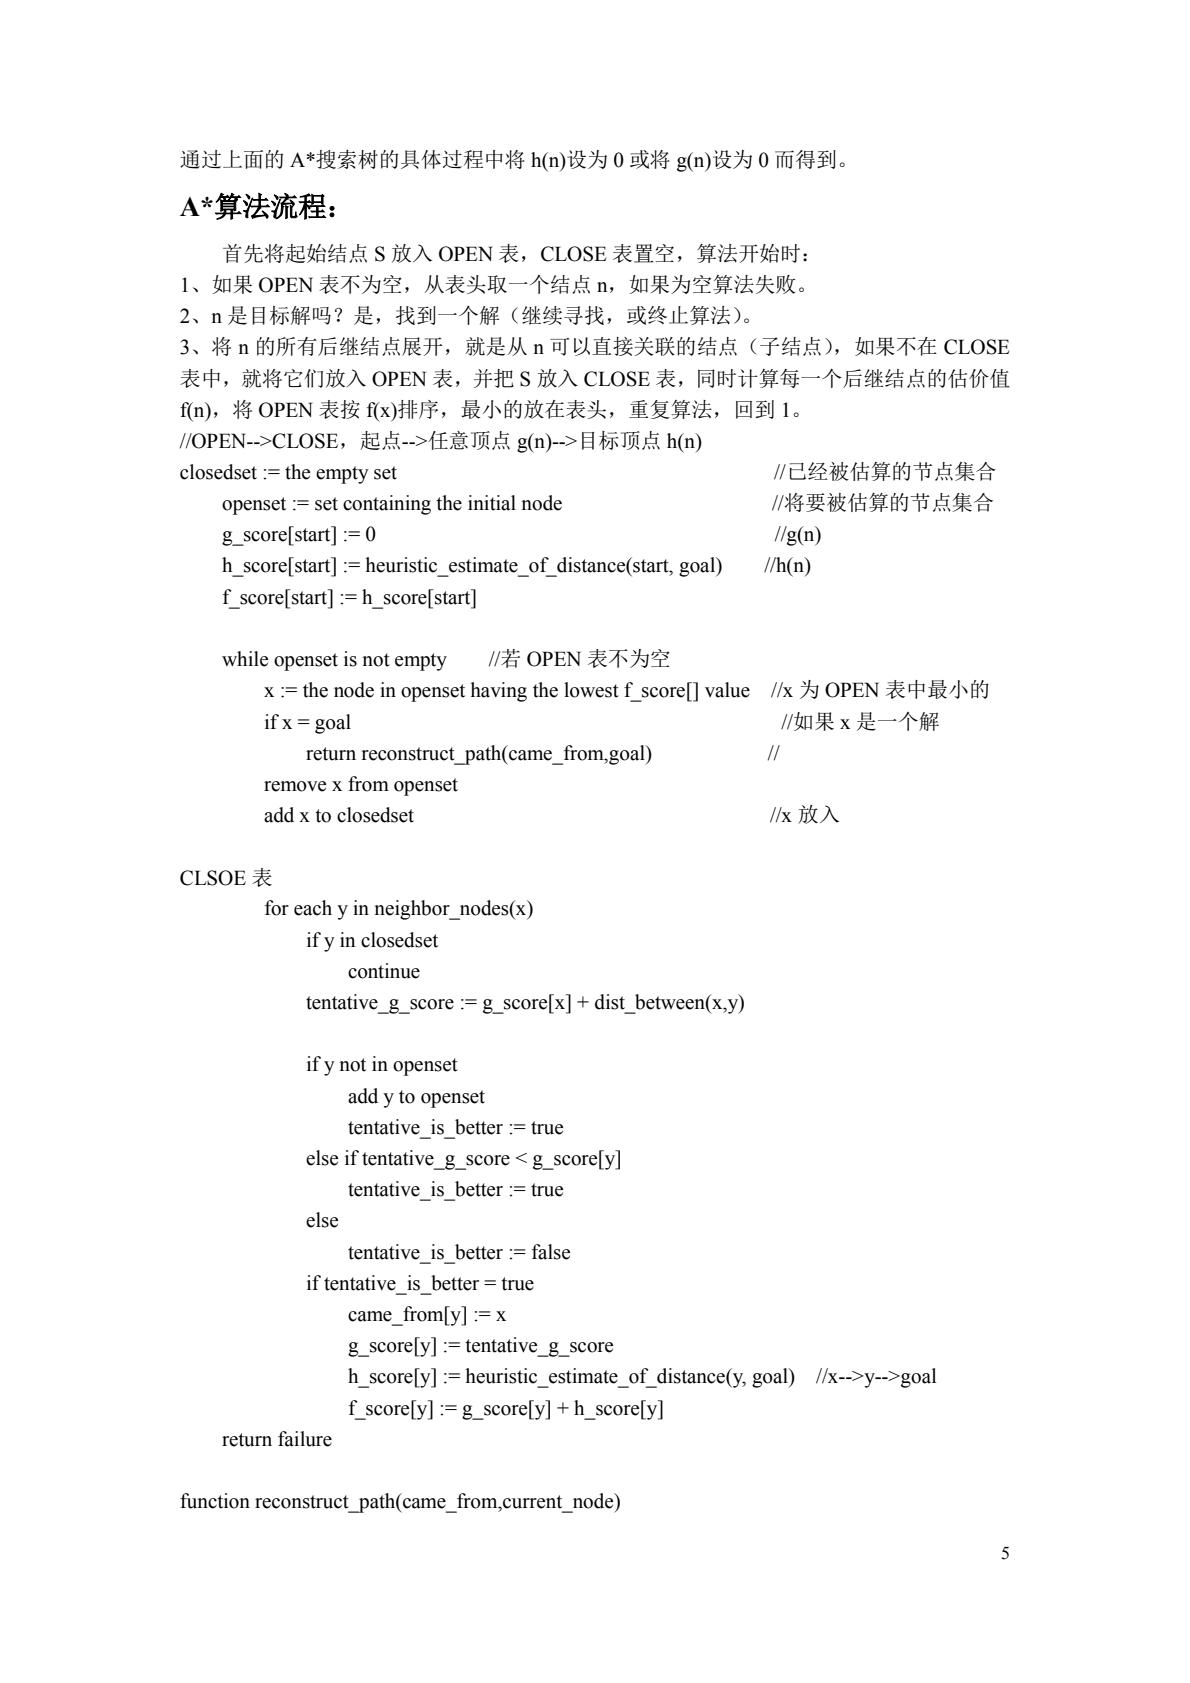 通过上面的 A*搜索树的具体过程中将 h(n)设为 0 或将 g(n)设为 0 而得到。
A*算法流程：
首先将起始结点 S 放入 OPEN 表，CLOSE 表置空，算法开始时：
1、如果 OPEN 表不为空，从表头取一个结点 n，如果为空算法失败。
2、n 是目标解吗？是，找到一个解（继续寻找，或终止算法）。
3、将 n 的所有后继结点展开，就是从 n 可以直接关联的结点（子结点），如果不在 CLOSE
表中，就将它们放入 OPEN 表，并把 S 放入 CLOSE 表，同时计算每一个后继结点的估价值
f(n)，将 OPEN 表按 f(x)排序，最小的放在表头，重复算法，回到 1。
//OPEN-->CLOSE，起点-->任意顶点 g(n)-->目标顶点 h(n)
closedset := the empty set //已经被估算的节点集合
openset := set containing the initial node //将要被估算的节点集合
g_score[start] := 0 //g(n)
h_score[start] := heuristic_estimate_of_distance(start, goal) //h(n)
f_score[start] := h_score[start]
while openset is not empty //若 OPEN 表不为空
x := the node in openset having the lowest f_score[] value //x 为 OPEN 表中最小的
if x = goal //如果 x 是一个解
return reconstruct_path(came_from,goal) //
remove x from openset
add x to closedset //x 放入
CLSOE 表
for each y in neighbor_nodes(x)
if y in closedset
continue
tentative_g_score := g_score[x] + dist_between(x,y)
if y not in openset
add y to openset
tentative_is_better := true
else if tentative_g_score < g_score[y]
tentative_is_better := true
else
tentative_is_better := false
if tentative_is_better = true
came_from[y] := x
g_score[y] := tentative_g_score
h_score[y] := heuristic_estimate_of_distance(y, goal) //x-->y-->goal
f_score[y] := g_score[y] + h_score[y]
return failure
function reconstruct_path(came_from,current_node)
5